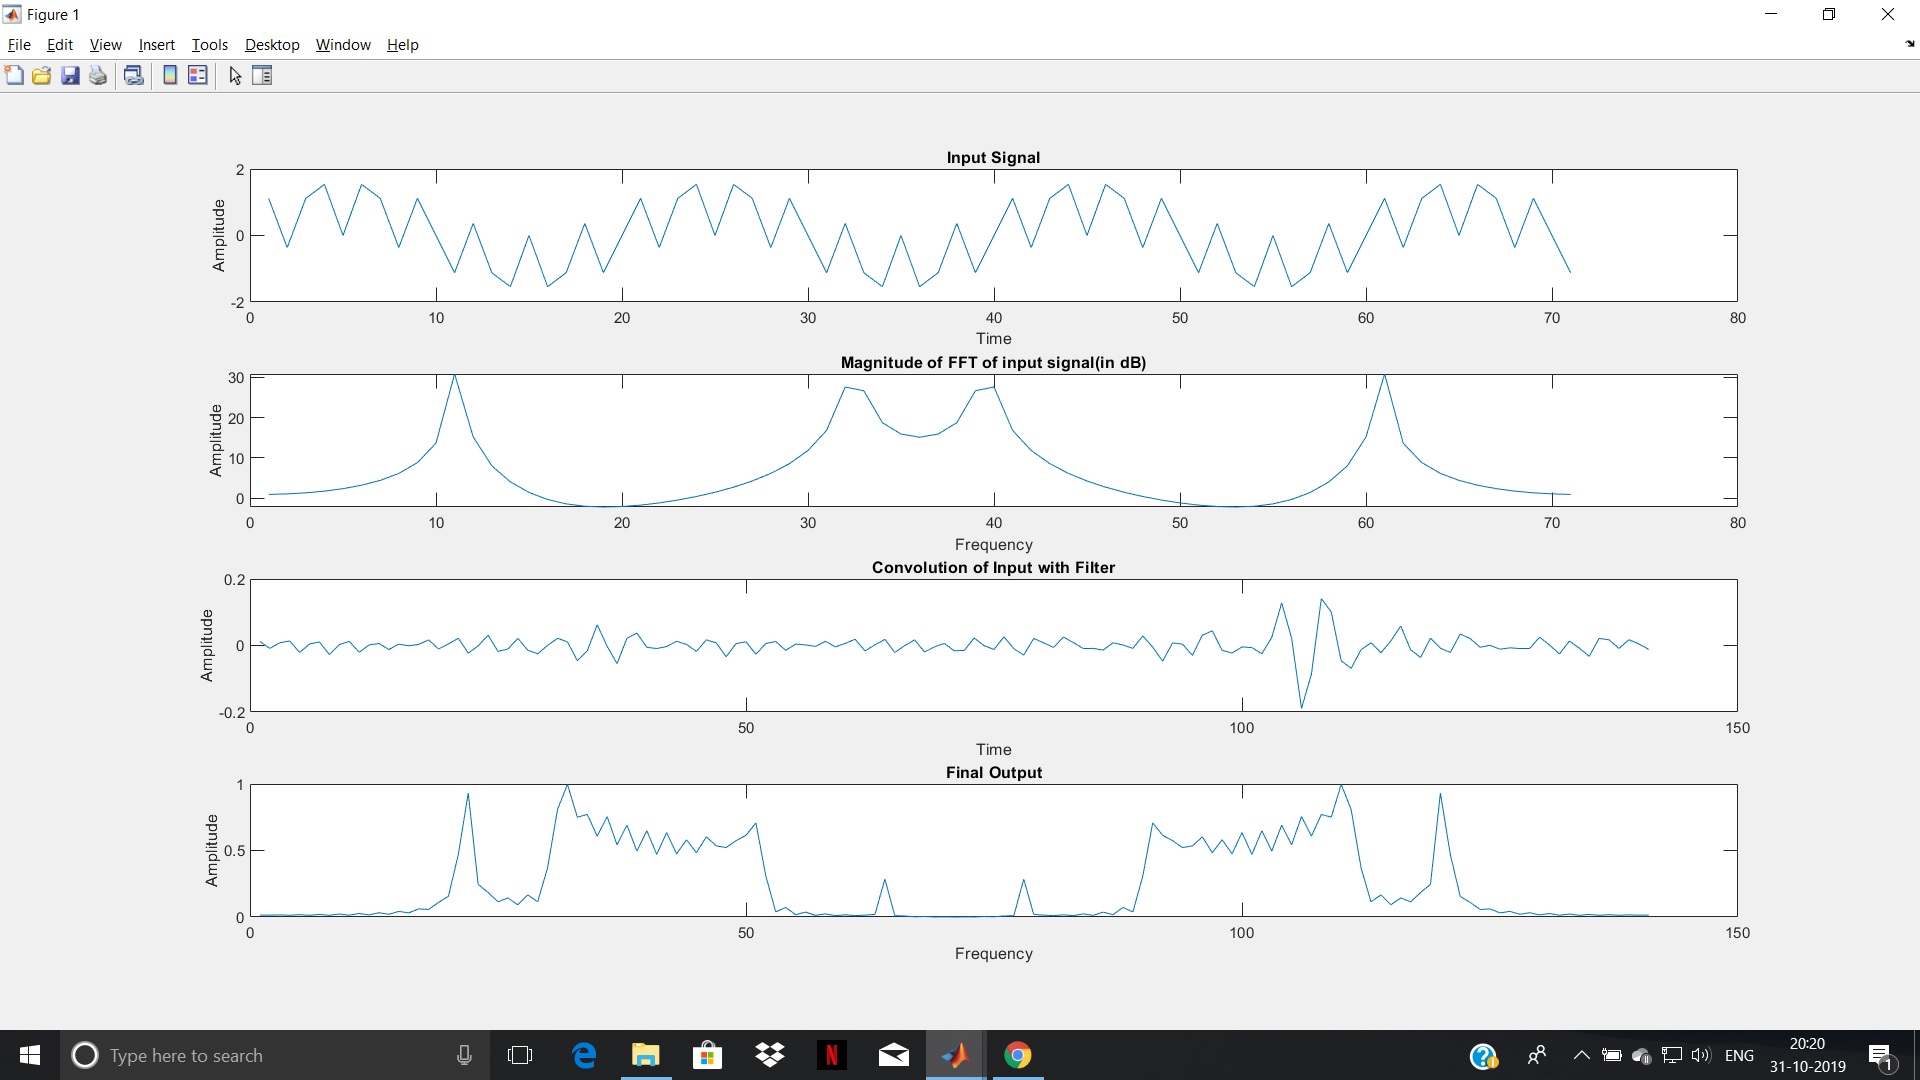 Figure 1
File Edit View Insert Tools Desktop Window Help
Input Signal
Amplitude
2
0
-2
0 10 20 30 40 50 60 70 80
Time
Magnitude of FFT of input signal(in dB)
Amplitude
30
20
10
0
0 10 20 30 40 50 60 70 80
Frequency
Convolution of Input with Filter
Amplitude
0.2
0
-0.2
0 50 100 150
Time
Final Output
Amplitude
1
0.5
0
0 50 100 150
Frequency
Type here to search
ENG
20:20
31-10-2019
1